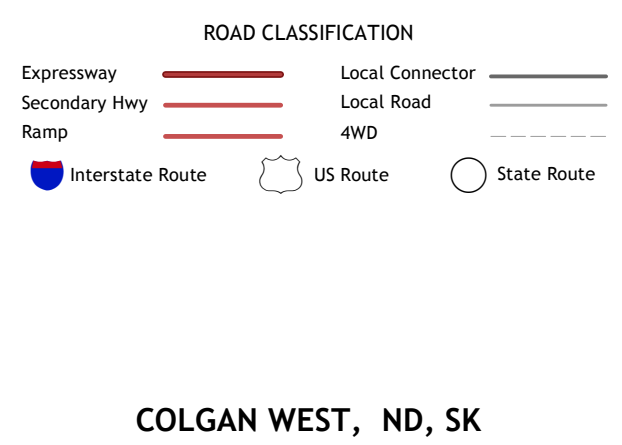 ROAD CLASSIFICATION
Expressway
Local Connector
Secondary Hwy
Local Road
Ramp
4WD
Interstate Route
US Route
State Route
COLGAN WEST, ND, SK